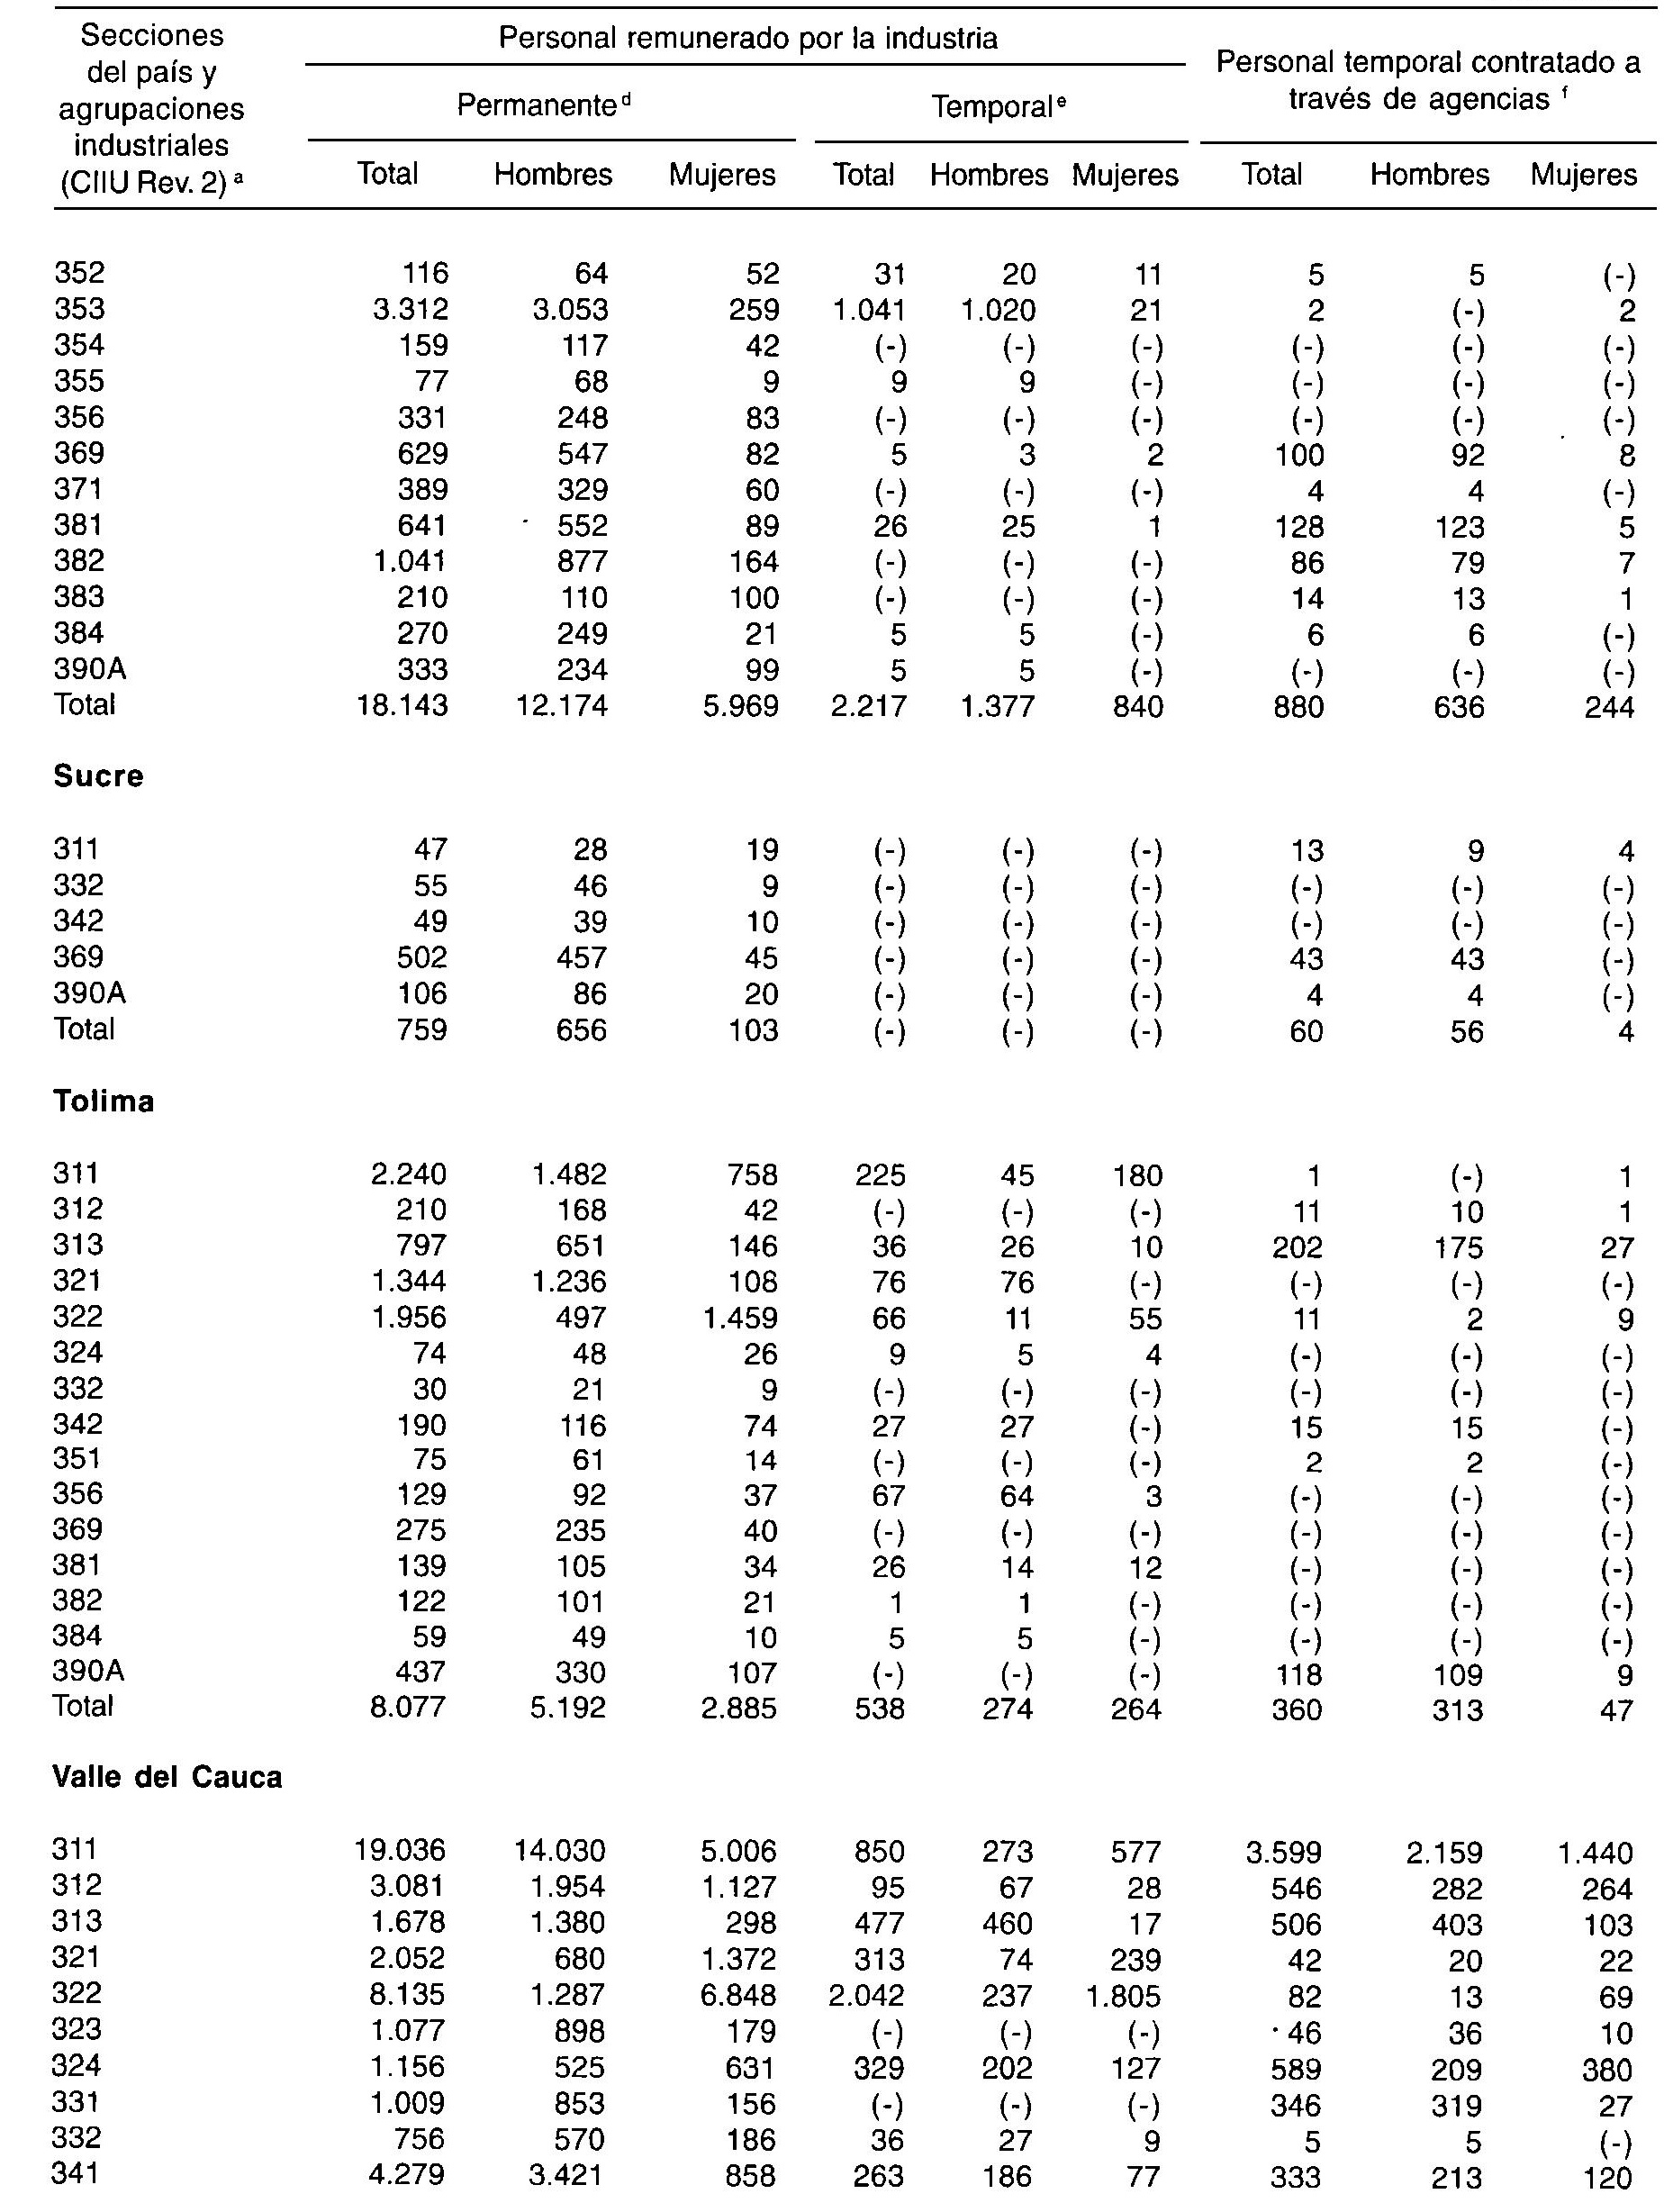 Secciones del país y agrupaciones industriales (CIIU Rev. 2) a
Personal remunerado por la industria
Personal temporal contratado a través de agencias f
Permanente d
Temporal e
Total Hombres Mujeres Total Hombres Mujeres Total Hombres Mujeres
352 116 64 52 31 20 11 5 5 (-)
353 3.312 3.053 259 1.041 1.020 21 2 (-) 2
354 159 117 42 (-) (-) (-) (-) (-) (-)
355 77 68 9 9 9 (-) (-) (-) (-)
356 331 248 83 (-) (-) (-) (-) (-) (-)
369 629 547 82 5 3 2 100 92 8
371 389 329 60 (-) (-) (-) 4 4 (-)
381 641 552 89 26 25 1 128 123 5
382 1.041 877 164 (-) (-) (-) 86 79 7
383 210 110 100 (-) (-) (-) 14 13 1
384 270 249 21 5 5 (-) 6 6 (-)
390A 333 234 99 5 5 (-) (-) (-) (-)
Total 18.143 12.174 5.969 2.217 1.377 840 880 636 244
Sucre
311 47 28 19 (-) (-) (-) 13 9 4
332 55 46 9 (-) (-) (-) (-) (-) (-)
342 49 39 10 (-) (-) (-) (-) (-) (-)
369 502 457 45 (-) (-) (-) 43 43 (-)
390A 106 86 20 (-) (-) (-) 4 4 (-)
Total 759 656 103 (-) (-) (-) 60 56 4
Tolima
311 2.240 1.482 758 225 45 180 1 (-) 1
312 210 168 42 (-) (-) (-) 11 10 1
313 797 651 146 36 26 10 202 175 27
321 1.344 1.236 108 76 76 (-) (-) (-) (-)
322 1.956 497 1.459 66 11 55 11 2 9
324 74 48 26 9 5 4 (-) (-) (-)
332 30 21 9 (-) (-) (-) (-) (-) (-)
342 190 116 74 27 27 (-) 15 15 (-)
351 75 61 14 (-) (-) (-) 2 2 (-)
356 129 92 37 67 64 3 (-) (-) (-)
369 275 235 40 (-) (-) (-) (-) (-) (-)
381 139 105 34 26 14 12 (-) (-) (-)
382 122 101 21 1 1 (-) (-) (-) (-)
384 59 49 10 5 5 (-) (-) (-) (-)
390A 437 330 107 (-) (-) (-) 118 109 9
Total 8.077 5.192 2.885 538 274 264 360 313 47
Valle del Cauca
311 19.036 14.030 5.006 850 273 577 3.599 2.159 1.440
312 3.081 1.954 1.127 95 67 28 546 282 264
313 1.678 1.380 298 477 460 17 506 403 103
321 2.052 680 1.372 313 74 239 42 20 22
322 8.135 1.287 6.848 2.042 237 1.805 82 13 69
323 1.077 898 179 (-) (-) (-) 46 36 10
324 1.156 525 631 329 202 127 589 209 380
331 1.009 853 156 (-) (-) (-) 346 319 27
332 756 570 186 36 27 9 5 5 (-)
341 4.279 3.421 858 263 186 77 333 213 120